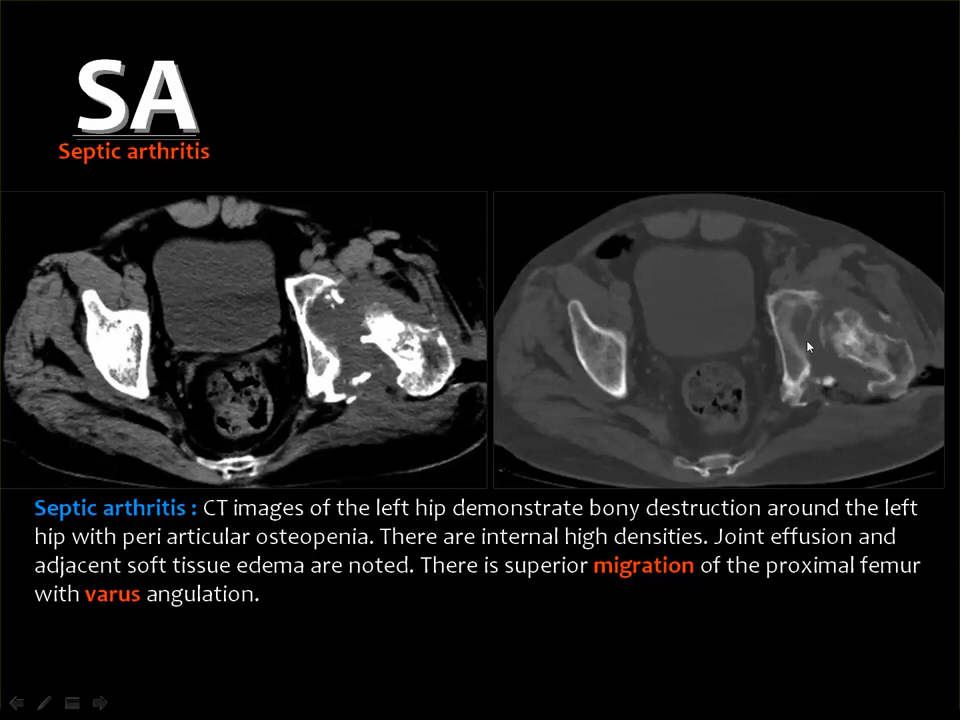 SA
Septic arthritis
Septic arthritis : CT images of the left hip demonstrate bony destruction around the left
hip with peri articular osteopenia. There are internal high densities. Joint effusion and
adjacent soft tissue edema are noted. There is superior migration of the proximal femur
with varus angulation.